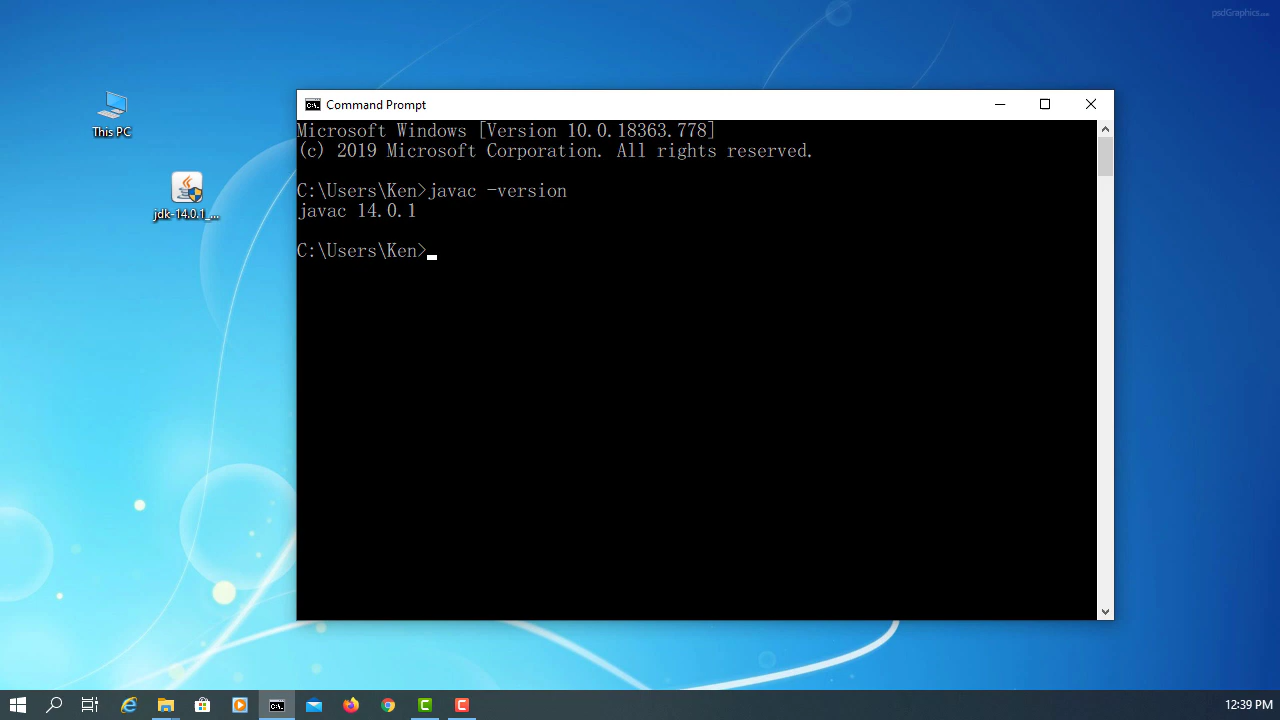 psdGraphics.com
This PC
jdk-14.0.1_...
Command Prompt
Microsoft Windows [Version 10.0.18363.778]
(c) 2019 Microsoft Corporation. All rights reserved.
C:\Users\Ken>javac -version
javac 14.0.1
C:\Users\Ken>
12:39 PM